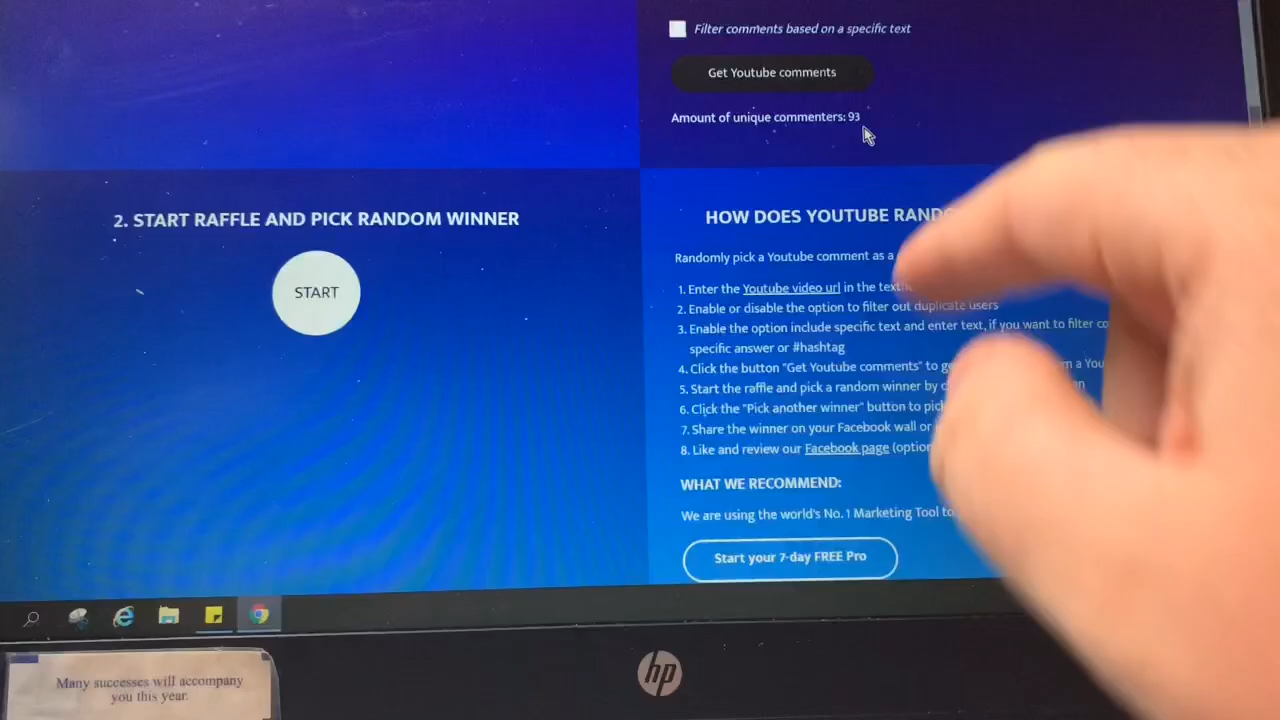 Filter comments based on a specific text
Get Youtube comments
Amount of unique commenters: 93
2. START RAFFLE AND PICK RANDOM WINNER
START
HOW DOES YOUTUBE
Randomly pick a Youtube comment as a
1. Enter the Youtube video url in the
2. Enable or disable the option to filter out duplicate users
3. Enable the option include specific text and enter text, if you want to filter
specific answer or #hashtag
4. Click the button "Get Youtube comments" to
5. Start the raffle and pick a random winner by
6. Click the "Pick another winner" button to
7. Share the winner on your Facebook wall or
8. Like and review our Facebook page
WHAT WE RECOMMEND:
We are using the world's No. 1 Marketing Tool to
Start your 7-day FREE Pro
hp
Many successes will accompany
you this year.